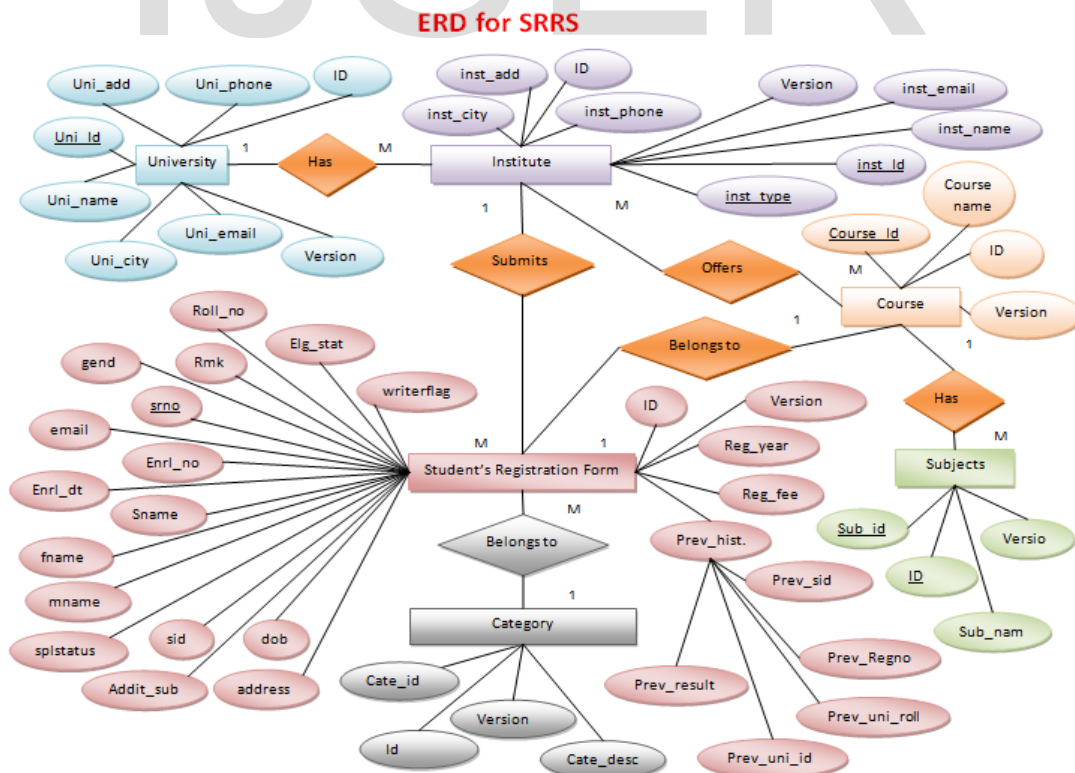 ERD for SRRS
Uni_add
Uni_phone
ID
Uni_Id
University
Uni_name
Uni_city
Uni_email
Version
1
Has
M
inst_add
ID
inst_city
inst_phone
Institute
Version
inst_email
inst_name
inst_Id
inst_type
1
M
Submits
Offers
Course_Id
Course
name
ID
M
Course
Version
1
1
Belongs to
Has
M
Subjects
Sub_id
Versio
ID
Sub_nam
Roll_no
Elg_stat
gend
Rmk
writerflag
srno
email
Enrl_no
Enrl_dt
Sname
fname
mname
splstatus
sid
dob
Addit_sub
address
M
1
Student's Registration Form
ID
Version
Reg_year
Reg_fee
Prev_hist.
Prev_sid
Prev_Regno
Prev_result
Prev_uni_roll
Prev_uni_id
M
Belongs to
1
Category
Cate_id
Version
Id
Cate_desc